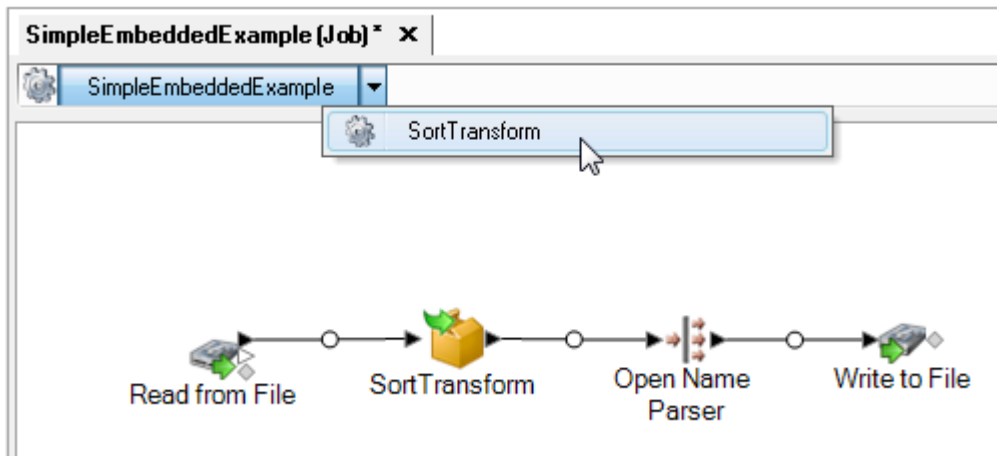 SimpleEmbeddedExample (Job) * X
SimpleEmbeddedExample
SortTransform
Read from File
SortTransform
Open Name
Parser
Write to File